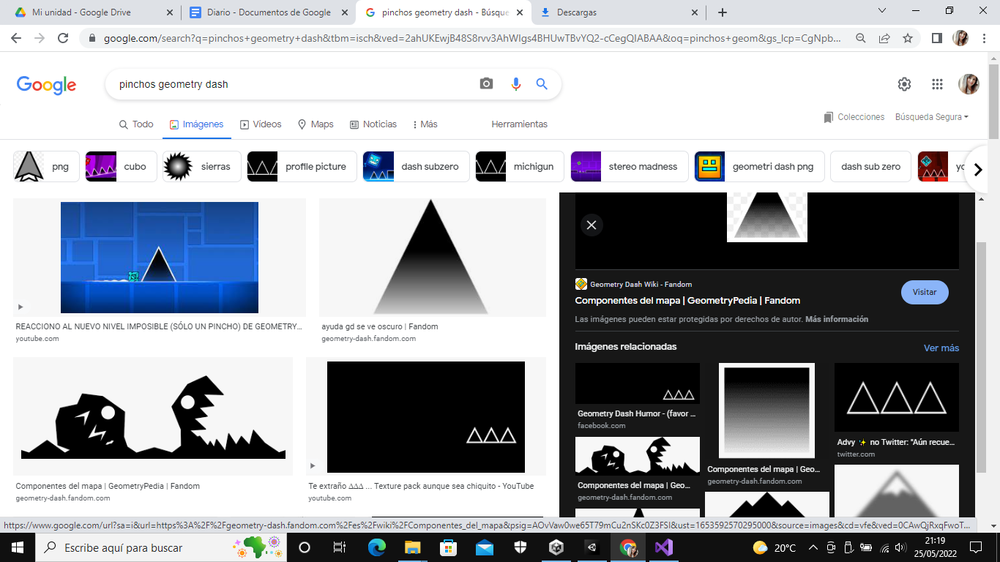 Mi unidad - Google Drive
Diario - Documentos de Google
pinchos geometry dash - Búsque
Descargas
google.com/search?q=pinchos+geometry+dash&tbm=isch&ved=2ahUKEwjB48S8rvv3AhWIgs4BHUwTBvYQ2-cCegQIABAA&oq=pinchos+geom&gs_lcp=CgNpb...
Google
pinchos geometry dash
Todo
Imágenes
Vídeos
Maps
Noticias
Más
Herramientas
Colecciones
Búsqueda Segura
png
cubo
sierras
profile picture
dash subzero
michigun
stereo madness
geometri dash png
dash sub zero
REACCIONO AL NUEVO NIVEL IMPOSIBLE (SÓLO UN PINCHO) DE GEOMETRY...
youtube.com
ayuda gd se ve oscuro | Fandom
geometry-dash.fandom.com
Componentes del mapa | GeometryPedia | Fandom
geometry-dash.fandom.com
Te extraño ∆∆∆ ... Texture pack aunque sea chiquito - YouTube
youtube.com
Geometry Dash Wiki - Fandom
Componentes del mapa | GeometryPedia | Fandom
Visitar
Las imágenes pueden estar protegidas por derechos de autor. Más información
Imágenes relacionadas
Ver más
Geometry Dash Humor - (favor ...
facebook.com
Componentes del mapa | Geo...
geometry-dash.fandom.com
Componentes del mapa | Geo...
geometry-dash.fandom.com
Advy ✨ no Twitter: "Aún recue...
twitter.com
https://www.google.com/url?sa=i&url=https%3A%2F%2Fgeometry-dash.fandom.com%2Fes%2Fwiki%2FComponentes_del_mapa&psig=AOvVaw0we65T79mCu2nSKc0Z3FSI&ust=1653592570295000&source=images&cd=vfe&ved=0CAwQjRxqFwoT...
Escribe aquí para buscar
20°C
21:19
25/05/2022